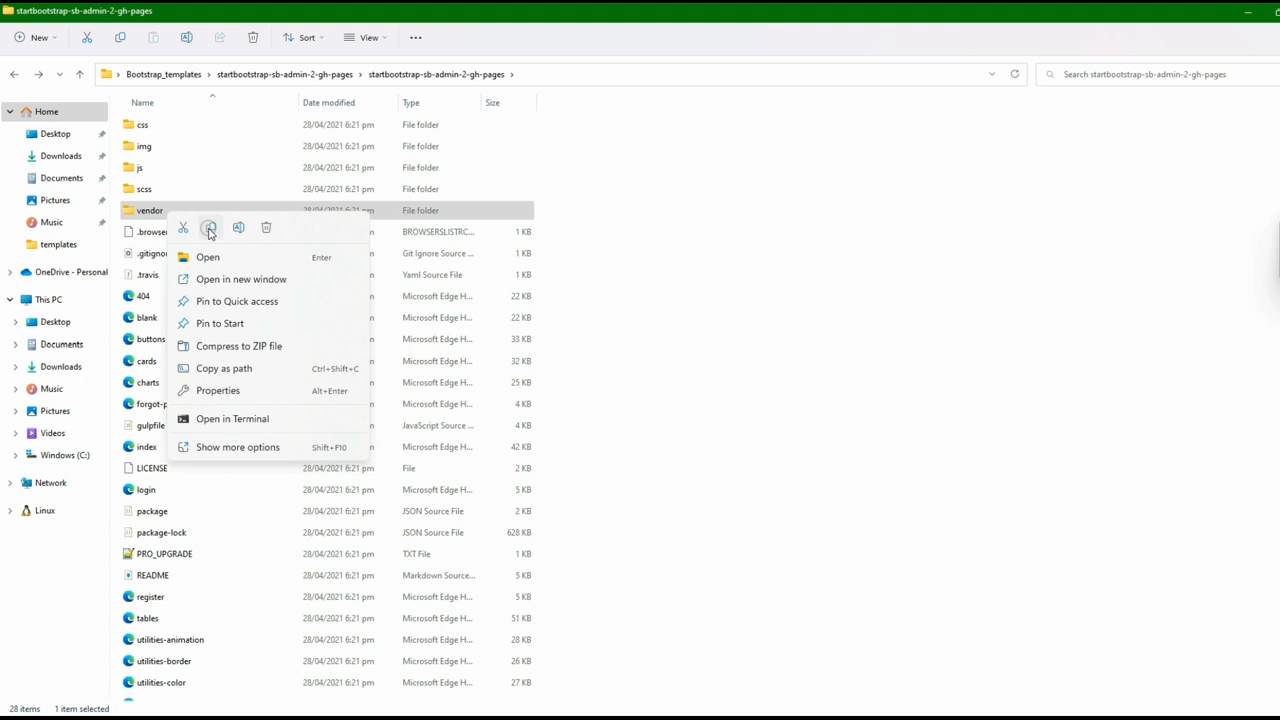 startbootstrap-sb-admin-2-gh-pages
New Sort View
Bootstrap_templates startbootstrap-sb-admin-2-gh-pages startbootstrap-sb-admin-2-gh-pages Search startbootstrap-sb-admin-2-gh-pages
Name Date modified Type Size
Home
Desktop
Downloads
Documents
Pictures
Music
templates
OneDrive - Personal
This PC
Desktop
Documents
Downloads
Music
Pictures
Videos
Windows (C:)
Network
Linux
css 28/04/2021 6:21 pm File folder
img 28/04/2021 6:21 pm File folder
js 28/04/2021 6:21 pm File folder
scss 28/04/2021 6:21 pm File folder
vendor 28/04/2021 6:21 pm File folder
.browser BROWSERSLISTRC... 1 KB
.gitignor Git Ignore Source ... 1 KB
.travis Yaml Source File 1 KB
404 Microsoft Edge H... 22 KB
blank Microsoft Edge H... 22 KB
buttons Microsoft Edge H... 33 KB
cards Microsoft Edge H... 32 KB
charts Microsoft Edge H... 25 KB
forgot-p Microsoft Edge H... 4 KB
gulpfile JavaScript Source ... 4 KB
index Microsoft Edge H... 42 KB
Open Enter
Open in new window
Pin to Quick access
Pin to Start
Compress to ZIP file
Copy as path Ctrl+Shift+C
Properties Alt+Enter
Open in Terminal
Show more options Shift+F10
LICENSE 28/04/2021 6:21 pm File 2 KB
login 28/04/2021 6:21 pm Microsoft Edge H... 5 KB
package 28/04/2021 6:21 pm JSON Source File 2 KB
package-lock 28/04/2021 6:21 pm JSON Source File 628 KB
PRO_UPGRADE 28/04/2021 6:21 pm TXT File 1 KB
README 28/04/2021 6:21 pm Markdown Source... 5 KB
register 28/04/2021 6:21 pm Microsoft Edge H... 5 KB
tables 28/04/2021 6:21 pm Microsoft Edge H... 51 KB
utilities-animation 28/04/2021 6:21 pm Microsoft Edge H... 28 KB
utilities-border 28/04/2021 6:21 pm Microsoft Edge H... 26 KB
utilities-color 28/04/2021 6:21 pm Microsoft Edge H... 27 KB
28 items 1 item selected